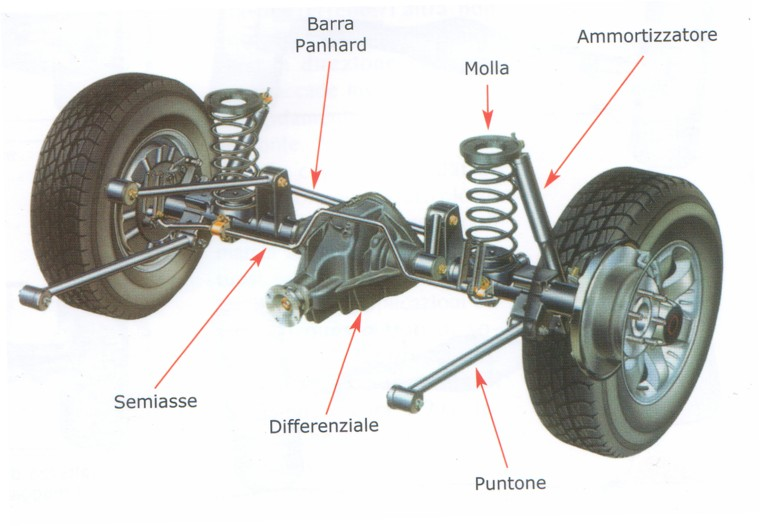 Barra
Panhard
Ammortizzatore
Molla
Semiasse
Differenziale
Puntone